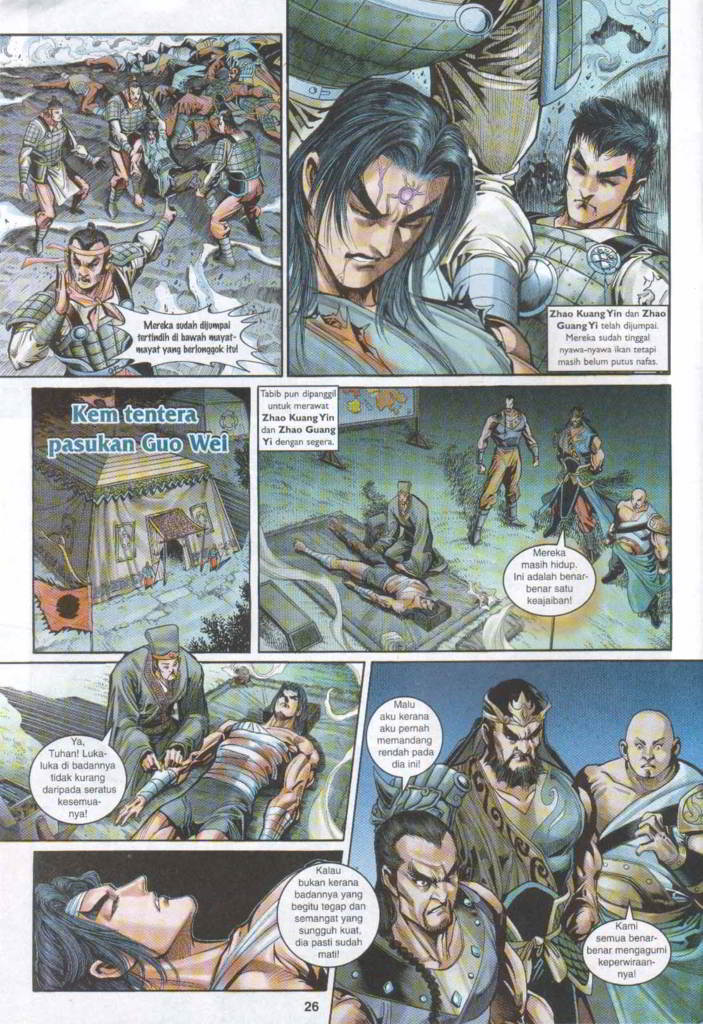 Mereka sudah dijumpai
tertindih di bawah mayat-
mayat yang berlonggok itu!
Zhao Kuang Yin dan Zhao
Guang Yi telah dijumpai.
Mereka sudah tinggal
nyawa-nyawa ikan tetapi
masih belum putus nafas.
Kem tentera
pasukan Guo Wei
Tabib pun dipanggil
untuk merawat
Zhao Kuang Yin
dan Zhao Guang
Yi dengan segera.
Mereka
masih hidup.
Ini adalah benar-
benar satu
keajaiban!
Ya,
Tuhan! Luka-
luka di badannya
tidak kurang
daripada seratus
kesemua-
nya!
Malu
aku kerana
aku pernah
memandang
rendah pada
dia ini!
Kalau
bukan kerana
badannya yang
begitu tegap dan
semangat yang
sungguh kuat,
dia pasti sudah
mati!
Kami
semua benar-
benar mengagumi
keperwiraan-
nya!
26